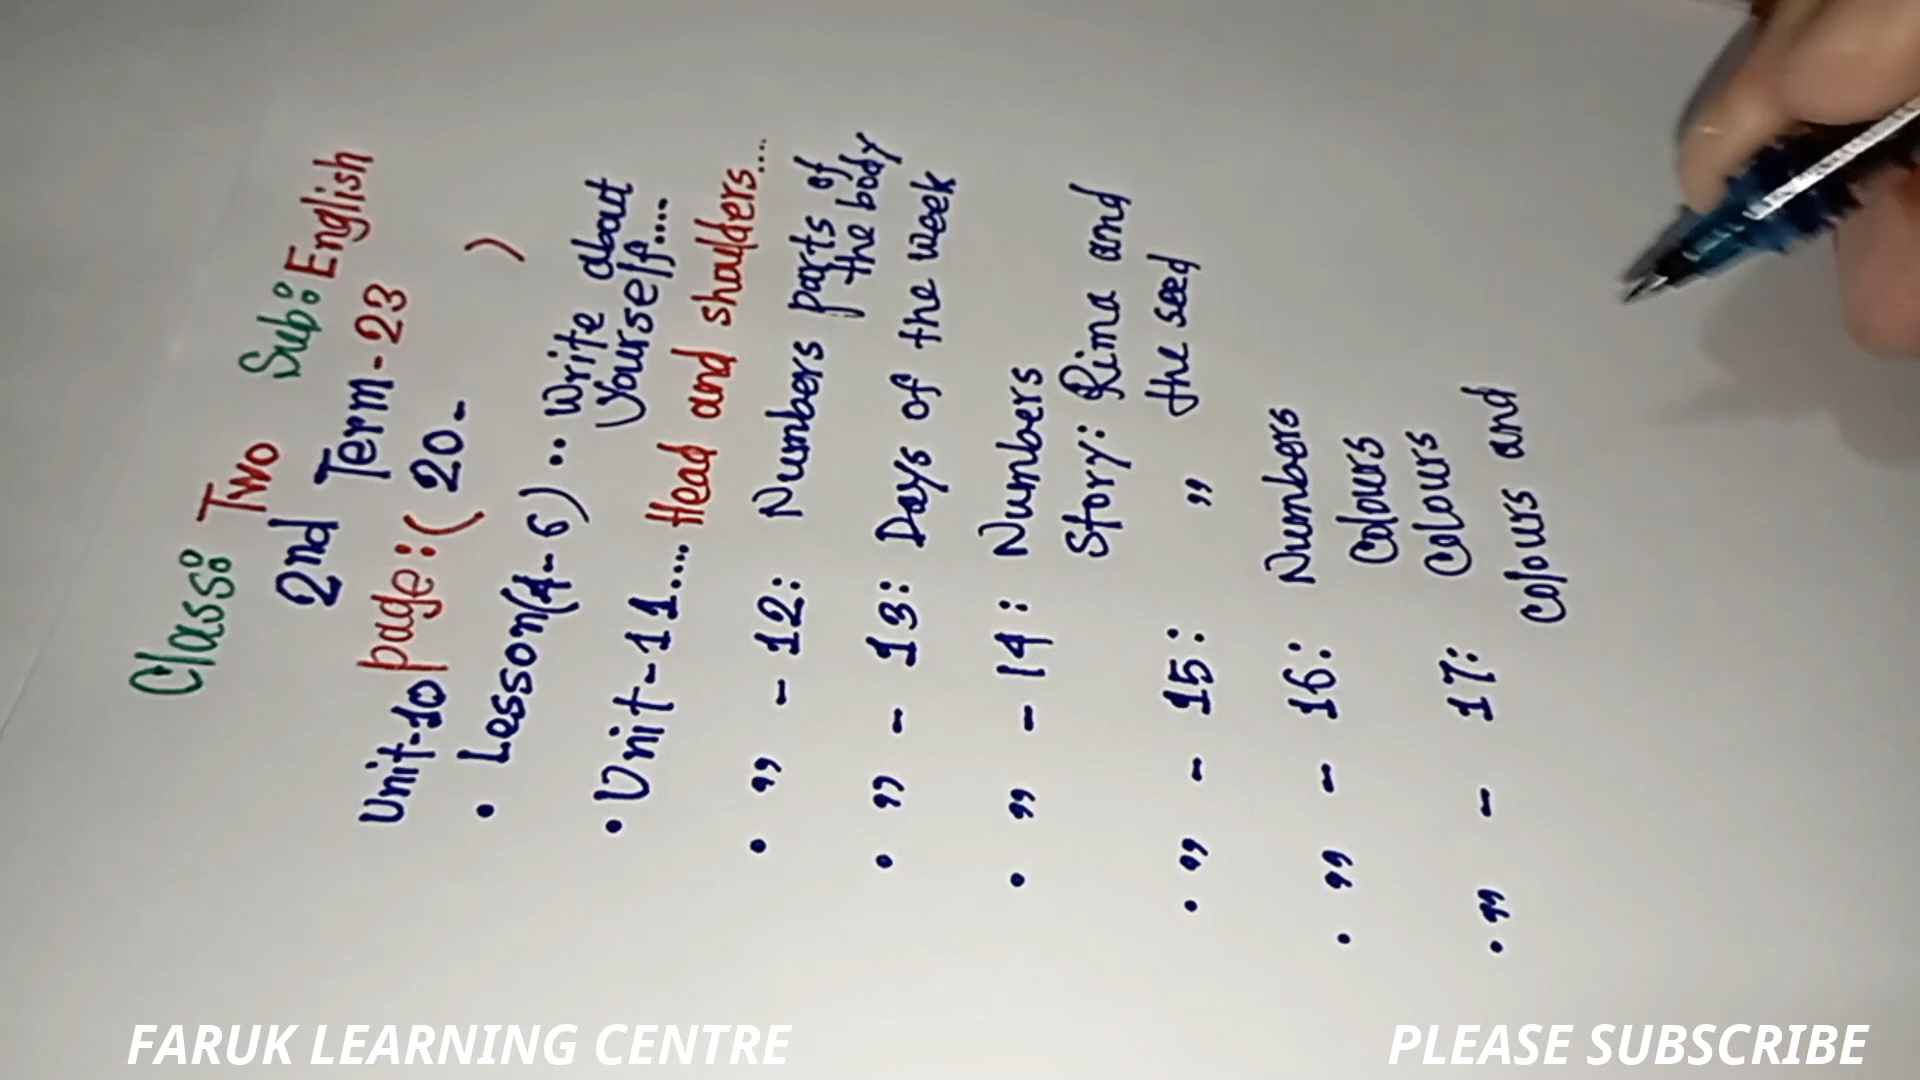 Class: Two Sub: English
2nd Term-23
Unit-10 page: ( 20- )
• Lesson(4-6) .. Write about
yourself....
• Unit-11.... Head and shoulders....
• " - 12: Numbers parts of
the body
• " - 13: Days of the week
• " - 14: Numbers
Story: Rima and
• " - 15: " the seed
• " - 16: Numbers
Colours
• " - 17: Colours
Colours and
FARUK LEARNING CENTRE
PLEASE SUBSCRIBE